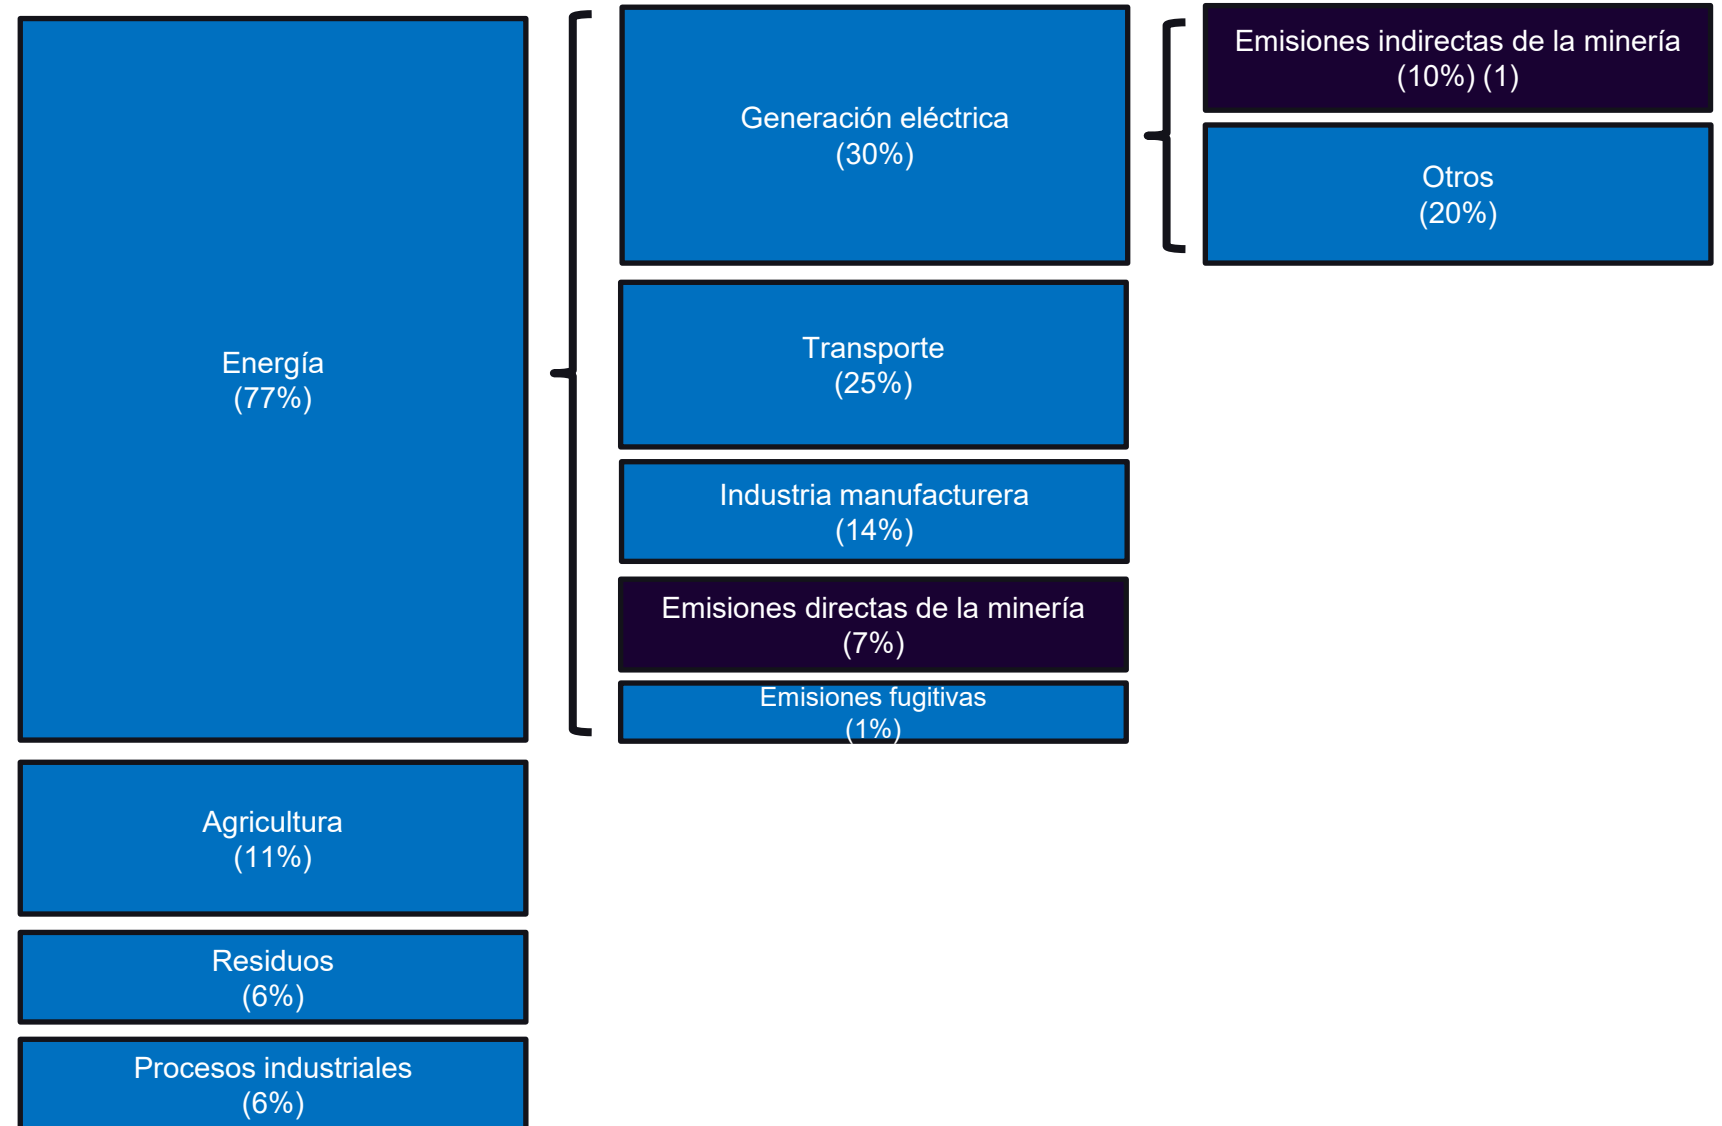 Energía
(77%)
Agricultura
(11%)
Residuos
(6%)
Procesos industriales
(6%)
Generación eléctrica
(30%)
Transporte
(25%)
Industria manufacturera
(14%)
Emisiones directas de la minería
(7%)
Emisiones fugitivas
(1%)
Emisiones indirectas de la minería
(10%) (1)
Otros
(20%)